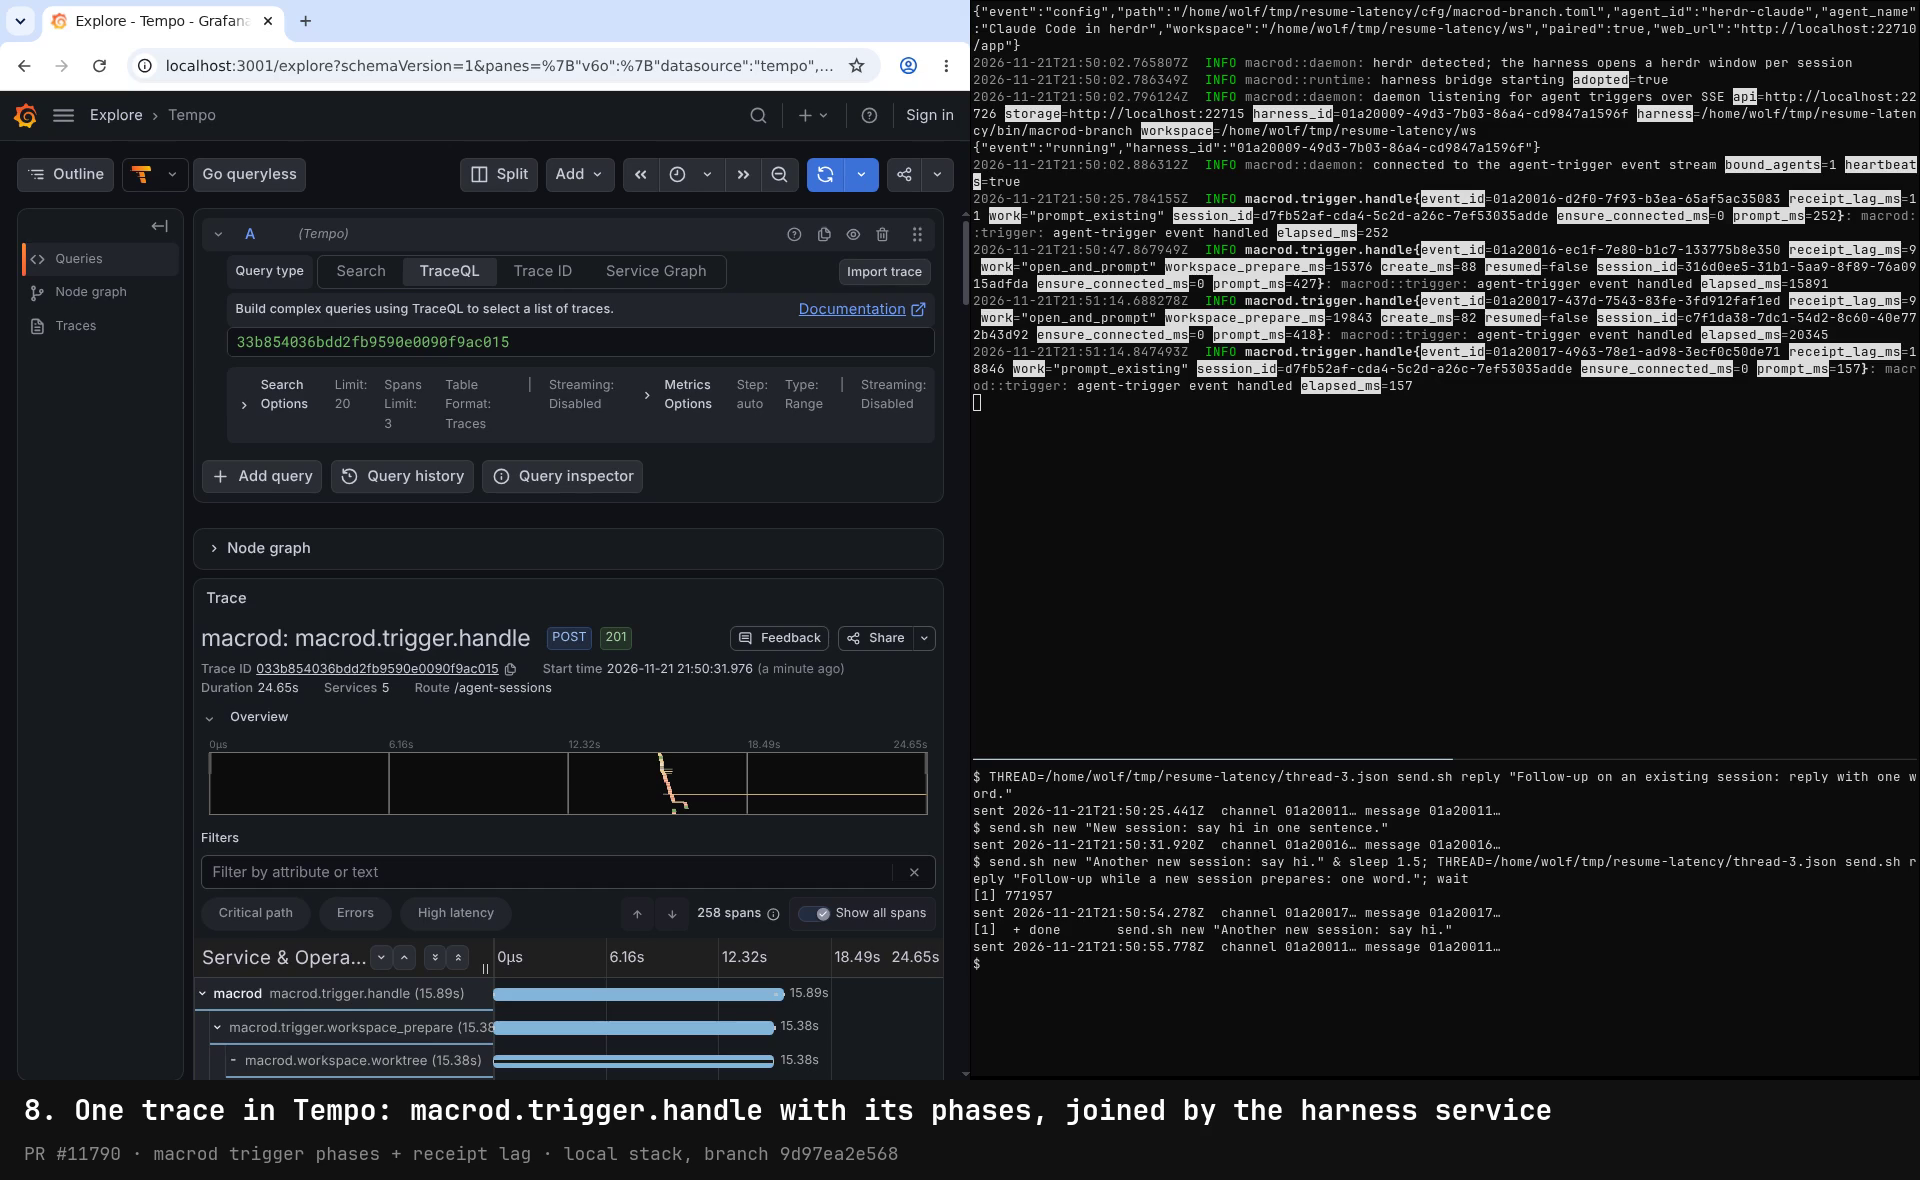 Explore - Tempo - Grafana
localhost:3001/explore?schemaVersion=1&panes=%7B"v6o":%7B"datasource":"tempo",...
Explore › Tempo
Sign in
Outline
Go queryless
Split
Add
Queries
Node graph
Traces
A (Tempo)
Query type
Search
TraceQL
Trace ID
Service Graph
Import trace
Build complex queries using TraceQL to select a list of traces.
Documentation
33b854036bdd2fb9590e0090f9ac015
Search Options
Limit: 20
Spans Limit: 3
Table Format: Traces
Streaming: Disabled
Metrics Options
Step: auto
Type: Range
Streaming: Disabled
Add query
Query history
Query inspector
Node graph
Trace
macrod: macrod.trigger.handle POST 201
Feedback
Share
Trace ID 033b854036bdd2fb9590e0090f9ac015 Start time 2026-11-21 21:50:31.976 (a minute ago)
Duration 24.65s Services 5 Route /agent-sessions
Overview
0µs 6.16s 12.32s 18.49s 24.65s
Filters
Filter by attribute or text
Critical path
Errors
High latency
258 spans
Show all spans
Service & Opera...
0µs 6.16s 12.32s 18.49s 24.65s
macrod macrod.trigger.handle (15.89s) 15.89s
macrod.trigger.workspace_prepare (15.38 15.38s
macrod.workspace.worktree (15.38s) 15.38s
{"event":"config","path":"/home/wolf/tmp/resume-latency/cfg/macrod-branch.toml","agent_id":"herdr-claude","agent_name"
:"Claude Code in herdr","workspace":"/home/wolf/tmp/resume-latency/ws","paired":true,"web_url":"http://localhost:22710
/app"}
2026-11-21T21:50:02.765807Z  INFO macrod::daemon: herdr detected; the harness opens a herdr window per session
2026-11-21T21:50:02.786349Z  INFO macrod::runtime: harness bridge starting adopted=true
2026-11-21T21:50:02.796124Z  INFO macrod::daemon: daemon listening for agent triggers over SSE api=http://localhost:22
726 storage=http://localhost:22715 harness_id=01a20009-49d3-7b03-86a4-cd9847a1596f harness=/home/wolf/tmp/resume-laten
cy/bin/macrod-branch workspace=/home/wolf/tmp/resume-latency/ws
{"event":"running","harness_id":"01a20009-49d3-7b03-86a4-cd9847a1596f"}
2026-11-21T21:50:02.886312Z  INFO macrod::daemon: connected to the agent-trigger event stream bound_agents=1 heartbeat
s=true
2026-11-21T21:50:25.784155Z  INFO macrod.trigger.handle{event_id=01a20016-d2f0-7f93-b3ea-65af5ac35083 receipt_lag_ms=1
1 work="prompt_existing" session_id=d7fb52af-cda4-5c2d-a26c-7ef53035adde ensure_connected_ms=0 prompt_ms=252}: macrod:
:trigger: agent-trigger event handled elapsed_ms=252
2026-11-21T21:50:47.867949Z  INFO macrod.trigger.handle{event_id=01a20016-ec1f-7e80-b1c7-133775b8e350 receipt_lag_ms=9
 work="open_and_prompt" workspace_prepare_ms=15376 create_ms=88 resumed=false session_id=316d0ee5-31b1-5aa9-8f89-76a09
15adfda ensure_connected_ms=0 prompt_ms=427}: macrod::trigger: agent-trigger event handled elapsed_ms=15891
2026-11-21T21:51:14.688278Z  INFO macrod.trigger.handle{event_id=01a20017-437d-7543-83fe-3fd912faf1ed receipt_lag_ms=9
 work="open_and_prompt" workspace_prepare_ms=19843 create_ms=82 resumed=false session_id=c7f1da38-7dc1-54d2-8c60-40e77
2b43d92 ensure_connected_ms=0 prompt_ms=418}: macrod::trigger: agent-trigger event handled elapsed_ms=20345
2026-11-21T21:51:14.847493Z  INFO macrod.trigger.handle{event_id=01a20017-4963-78e1-ad98-3ecf0c50de71 receipt_lag_ms=1
8846 work="prompt_existing" session_id=d7fb52af-cda4-5c2d-a26c-7ef53035adde ensure_connected_ms=0 prompt_ms=157}: macr
od::trigger: agent-trigger event handled elapsed_ms=157
$ THREAD=/home/wolf/tmp/resume-latency/thread-3.json send.sh reply "Follow-up on an existing session: reply with one w
ord."
sent 2026-11-21T21:50:25.441Z  channel 01a20011… message 01a20011…
$ send.sh new "New session: say hi in one sentence."
sent 2026-11-21T21:50:31.920Z  channel 01a20016… message 01a20016…
$ send.sh new "Another new session: say hi." & sleep 1.5; THREAD=/home/wolf/tmp/resume-latency/thread-3.json send.sh r
eply "Follow-up while a new session prepares: one word."; wait
[1] 771957
sent 2026-11-21T21:50:54.278Z  channel 01a20017… message 01a20017…
[1]  + done       send.sh new "Another new session: say hi."
sent 2026-11-21T21:50:55.778Z  channel 01a20011… message 01a20011…
$
8. One trace in Tempo: macrod.trigger.handle with its phases, joined by the harness service
PR #11790 · macrod trigger phases + receipt lag · local stack, branch 9d97ea2e568